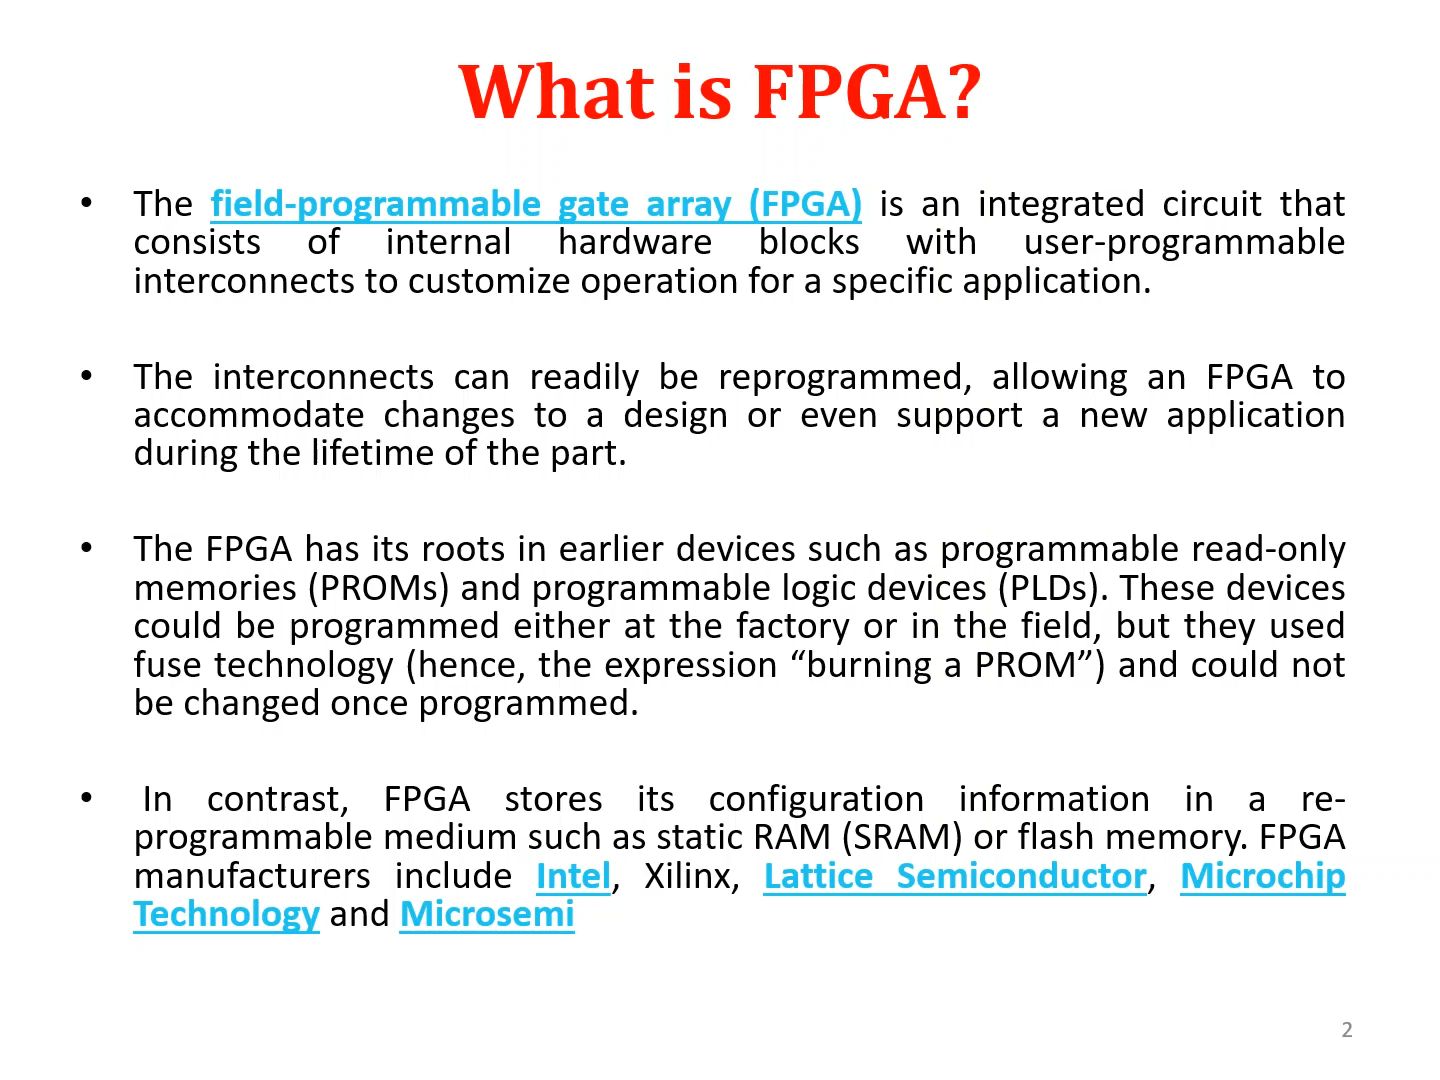 What is FPGA?
• The field-programmable gate array (FPGA) is an integrated circuit that
consists of internal hardware blocks with user-programmable
interconnects to customize operation for a specific application.
• The interconnects can readily be reprogrammed, allowing an FPGA to
accommodate changes to a design or even support a new application
during the lifetime of the part.
• The FPGA has its roots in earlier devices such as programmable read-only
memories (PROMs) and programmable logic devices (PLDs). These devices
could be programmed either at the factory or in the field, but they used
fuse technology (hence, the expression “burning a PROM”) and could not
be changed once programmed.
• In contrast, FPGA stores its configuration information in a re-
programmable medium such as static RAM (SRAM) or flash memory. FPGA
manufacturers include Intel, Xilinx, Lattice Semiconductor, Microchip
Technology and Microsemi
2